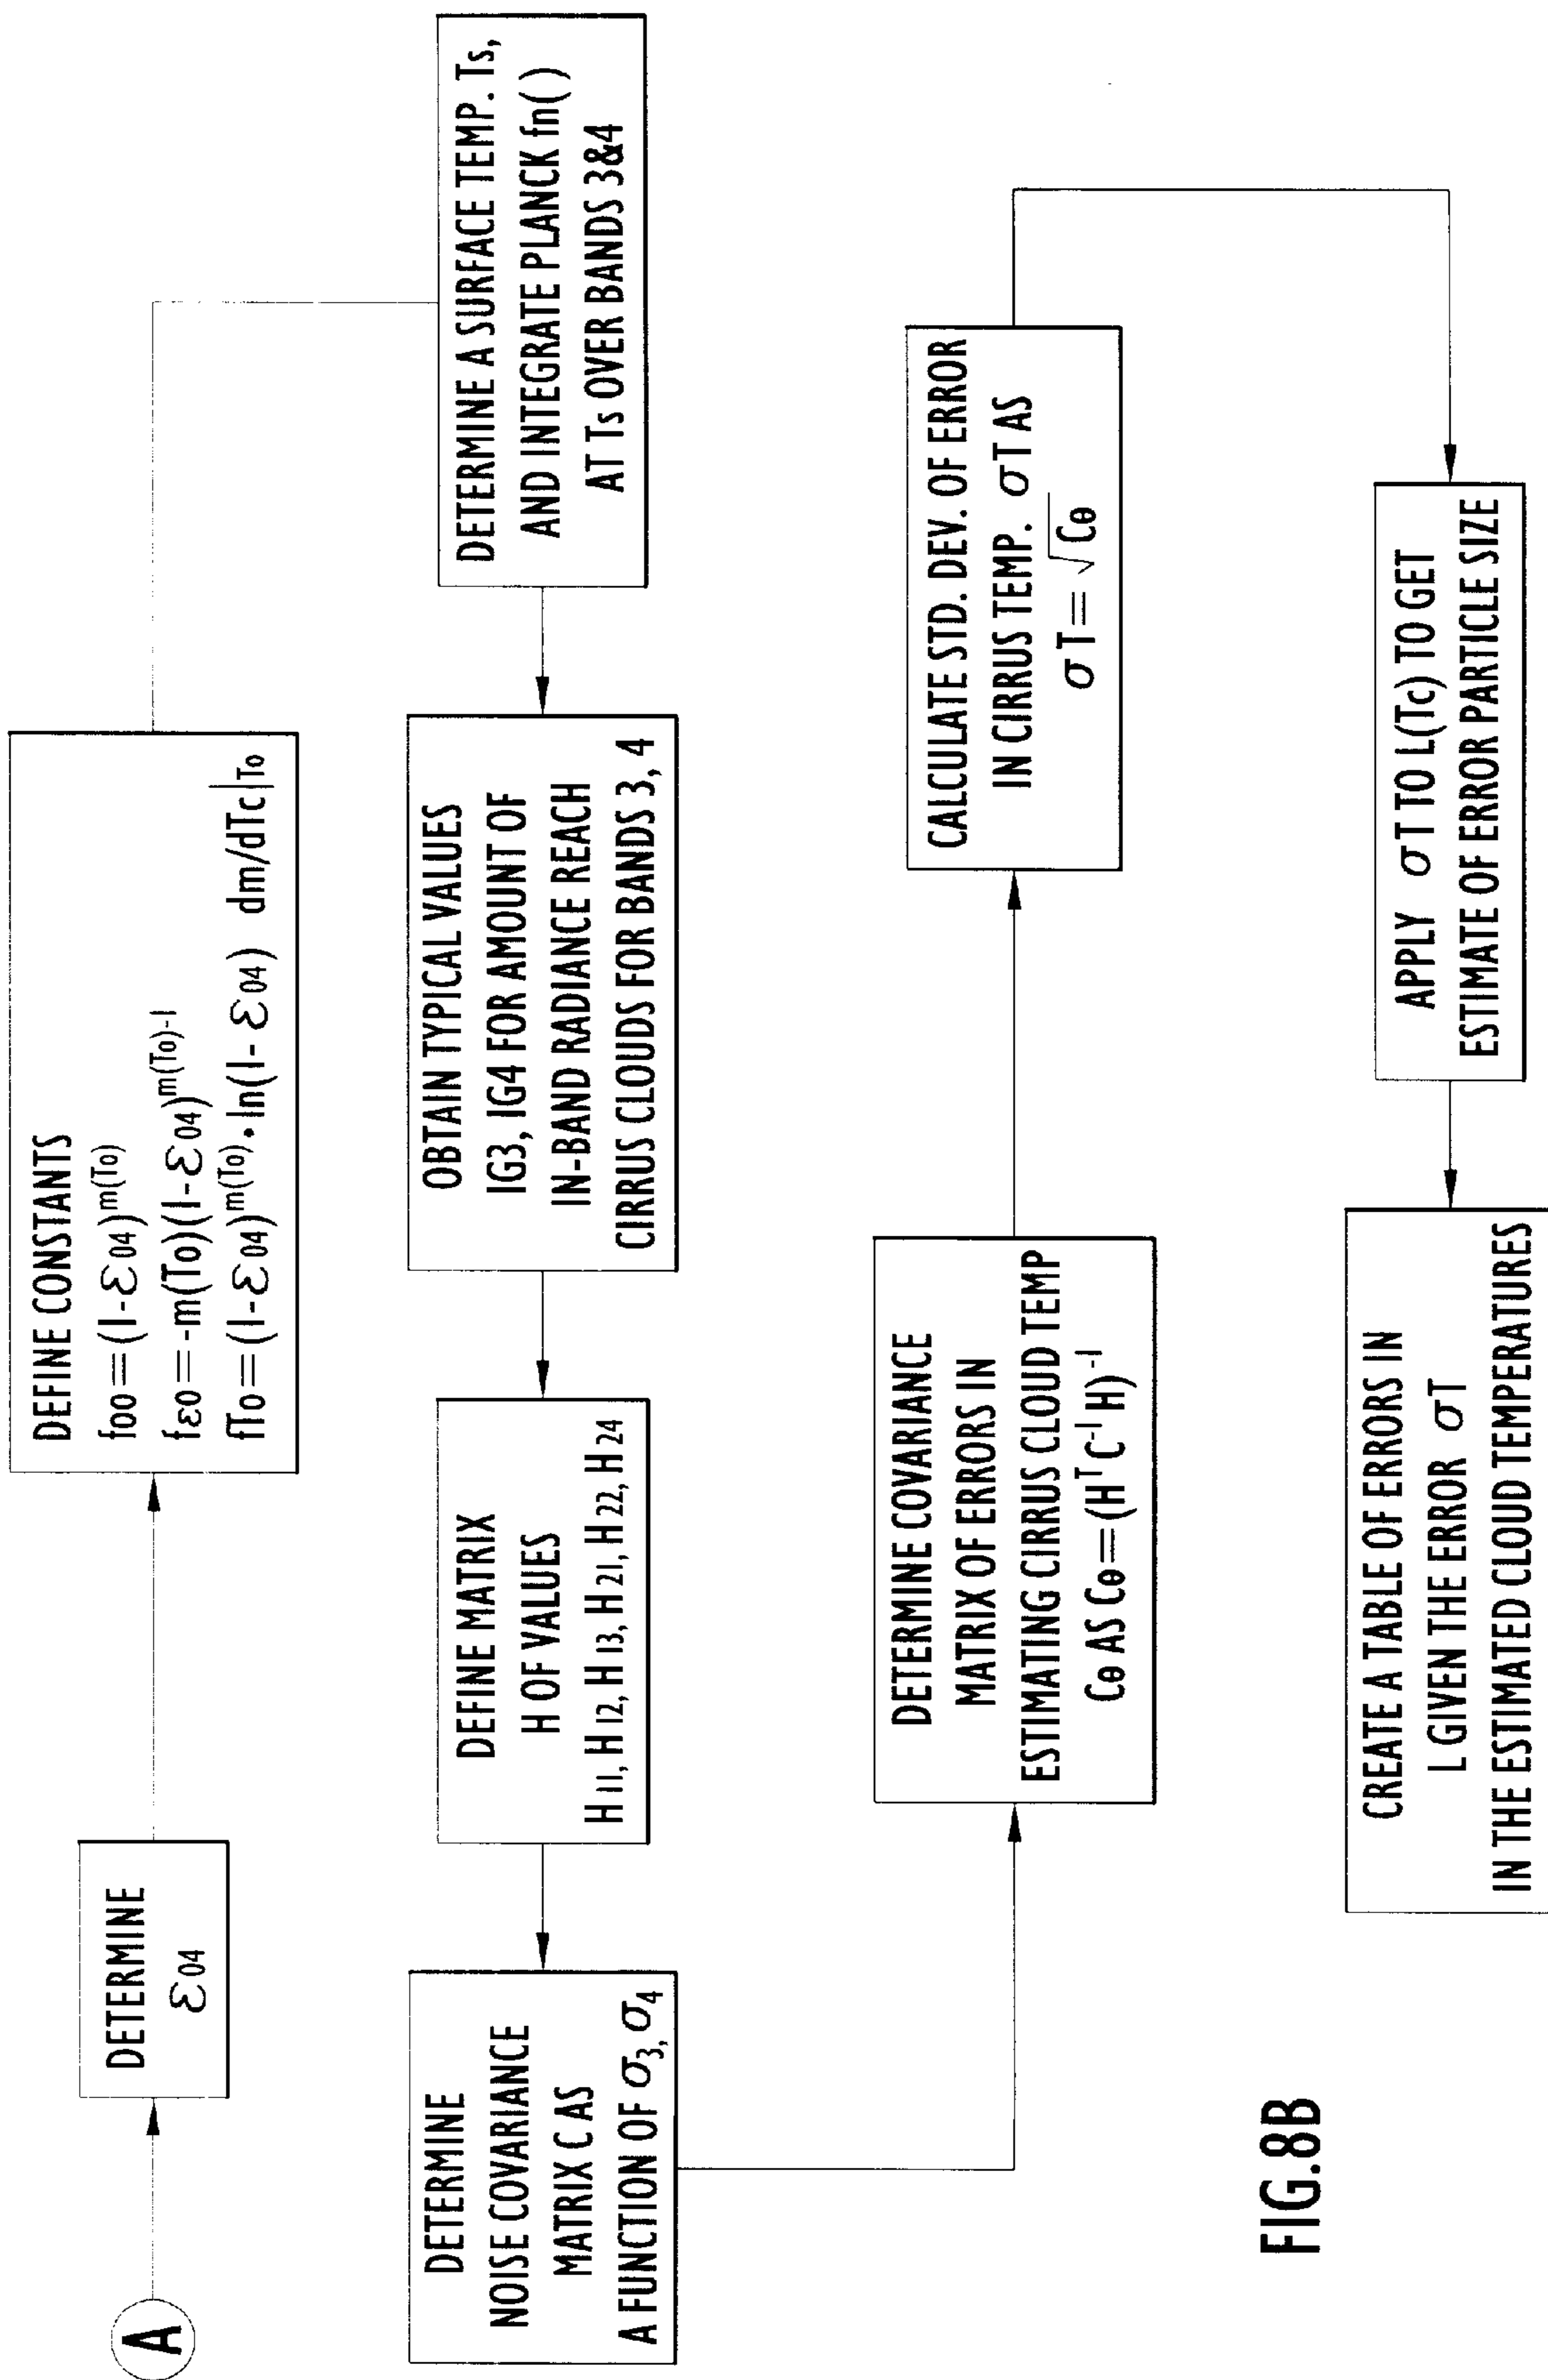 A
DETERMINE
ε04
DEFINE CONSTANTS
f00=(1-ε04)^m(To)
fε0=-m(To)(1-ε04)^m(To)-1
fTo=(1-ε04)^m(To)•ln(1-ε04) dm/dTc|To
DETERMINE A SURFACE TEMP. Ts,
AND INTEGRATE PLANCK fn( )
AT Ts OVER BANDS 3&4
OBTAIN TYPICAL VALUES
IG3, IG4 FOR AMOUNT OF
IN-BAND RADIANCE REACH
CIRRUS CLOUDS FOR BANDS 3, 4
DEFINE MATRIX
H OF VALUES
H11, H12, H13, H21, H22, H24
DETERMINE
NOISE COVARIANCE
MATRIX C AS
A FUNCTION OF σ3, σ4
DETERMINE COVARIANCE
MATRIX OF ERRORS IN
ESTIMATING CIRRUS CLOUD TEMP
Cθ AS Cθ=(H^T C^-1 H)^-1
CALCULATE STD. DEV. OF ERROR
IN CIRRUS TEMP. σT AS
σT=√Cθ
APPLY σT TO L(Tc) TO GET
ESTIMATE OF ERROR PARTICLE SIZE
CREATE A TABLE OF ERRORS IN
L GIVEN THE ERROR σT
IN THE ESTIMATED CLOUD TEMPERATURES
FIG.8B